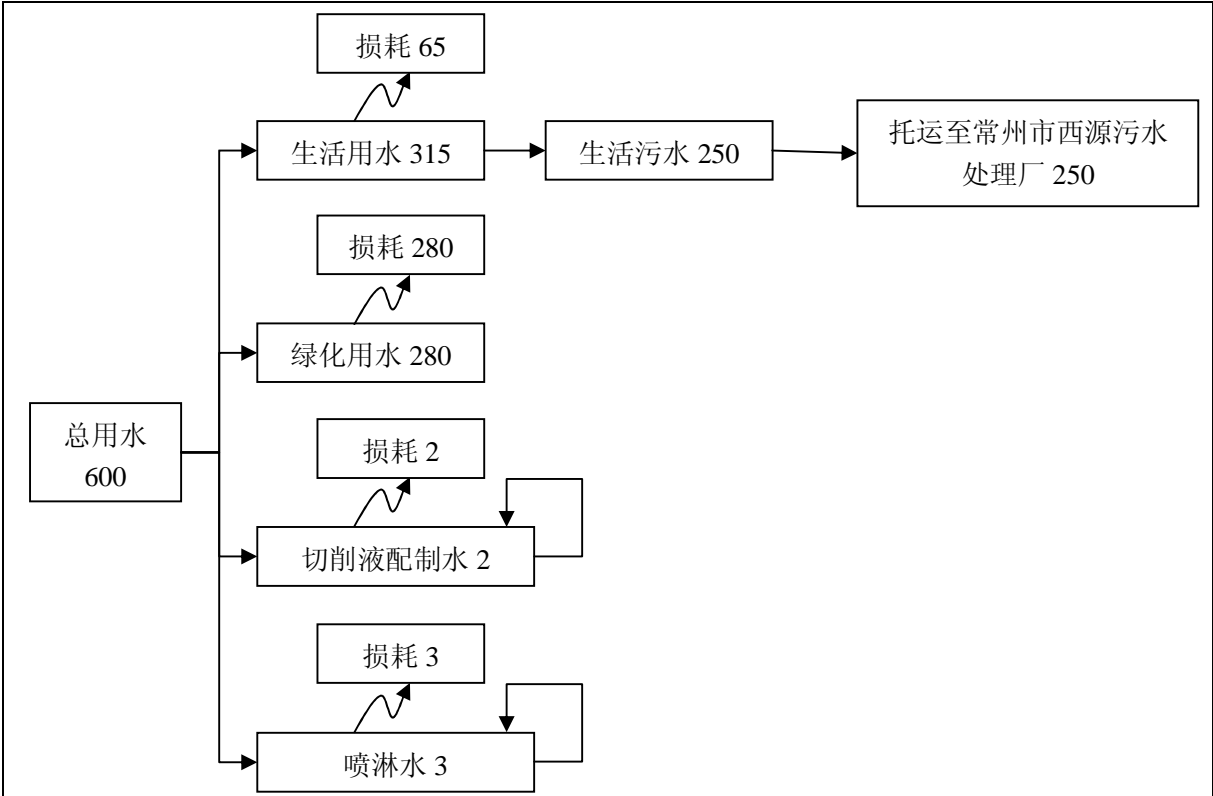 损耗 65
生活用水 315
生活污水 250
托运至常州市西源污水
处理厂 250
损耗 280
绿化用水 280
总用水
600
损耗 2
切削液配制水 2
损耗 3
喷淋水 3